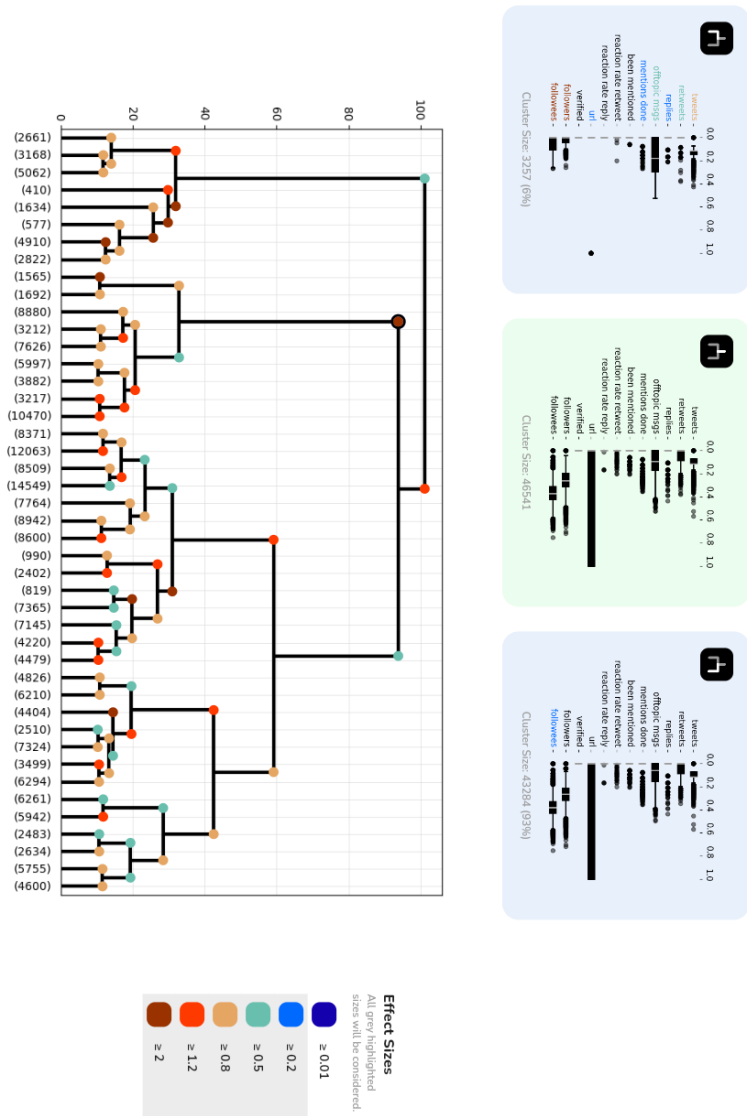 0.0 0.2 0.4 0.6 0.8 1.0
tweets
retweets
replies
offtopic msgs
mentions done
been mentioned
reaction rate retweet
reaction rate reply
verified
url
followers
followees
Cluster Size: 3257 (6%)
0.0 0.2 0.4 0.6 0.8 1.0
tweets
retweets
replies
offtopic msgs
mentions done
been mentioned
reaction rate retweet
reaction rate reply
verified
url
followers
followees
Cluster Size: 46541
0.0 0.2 0.4 0.6 0.8 1.0
tweets
retweets
replies
offtopic msgs
mentions done
been mentioned
reaction rate retweet
reaction rate reply
verified
url
followers
followees
Cluster Size: 43284 (93%)
100
80
60
40
20
0
(2661)
(3168)
(5062)
(410)
(1634)
(577)
(4910)
(2822)
(1565)
(1692)
(8880)
(3212)
(7626)
(5997)
(3882)
(3217)
(10470)
(8371)
(12063)
(8509)
(14549)
(7764)
(8942)
(8600)
(990)
(2402)
(819)
(7365)
(7145)
(4220)
(4479)
(4826)
(6210)
(4404)
(2510)
(7324)
(3499)
(6294)
(6261)
(5942)
(2483)
(2634)
(5755)
(4600)
Effect Sizes
All grey highlighted
sizes will be considered.
≥ 0.01
≥ 0.2
≥ 0.5
≥ 0.8
≥ 1.2
≥ 2